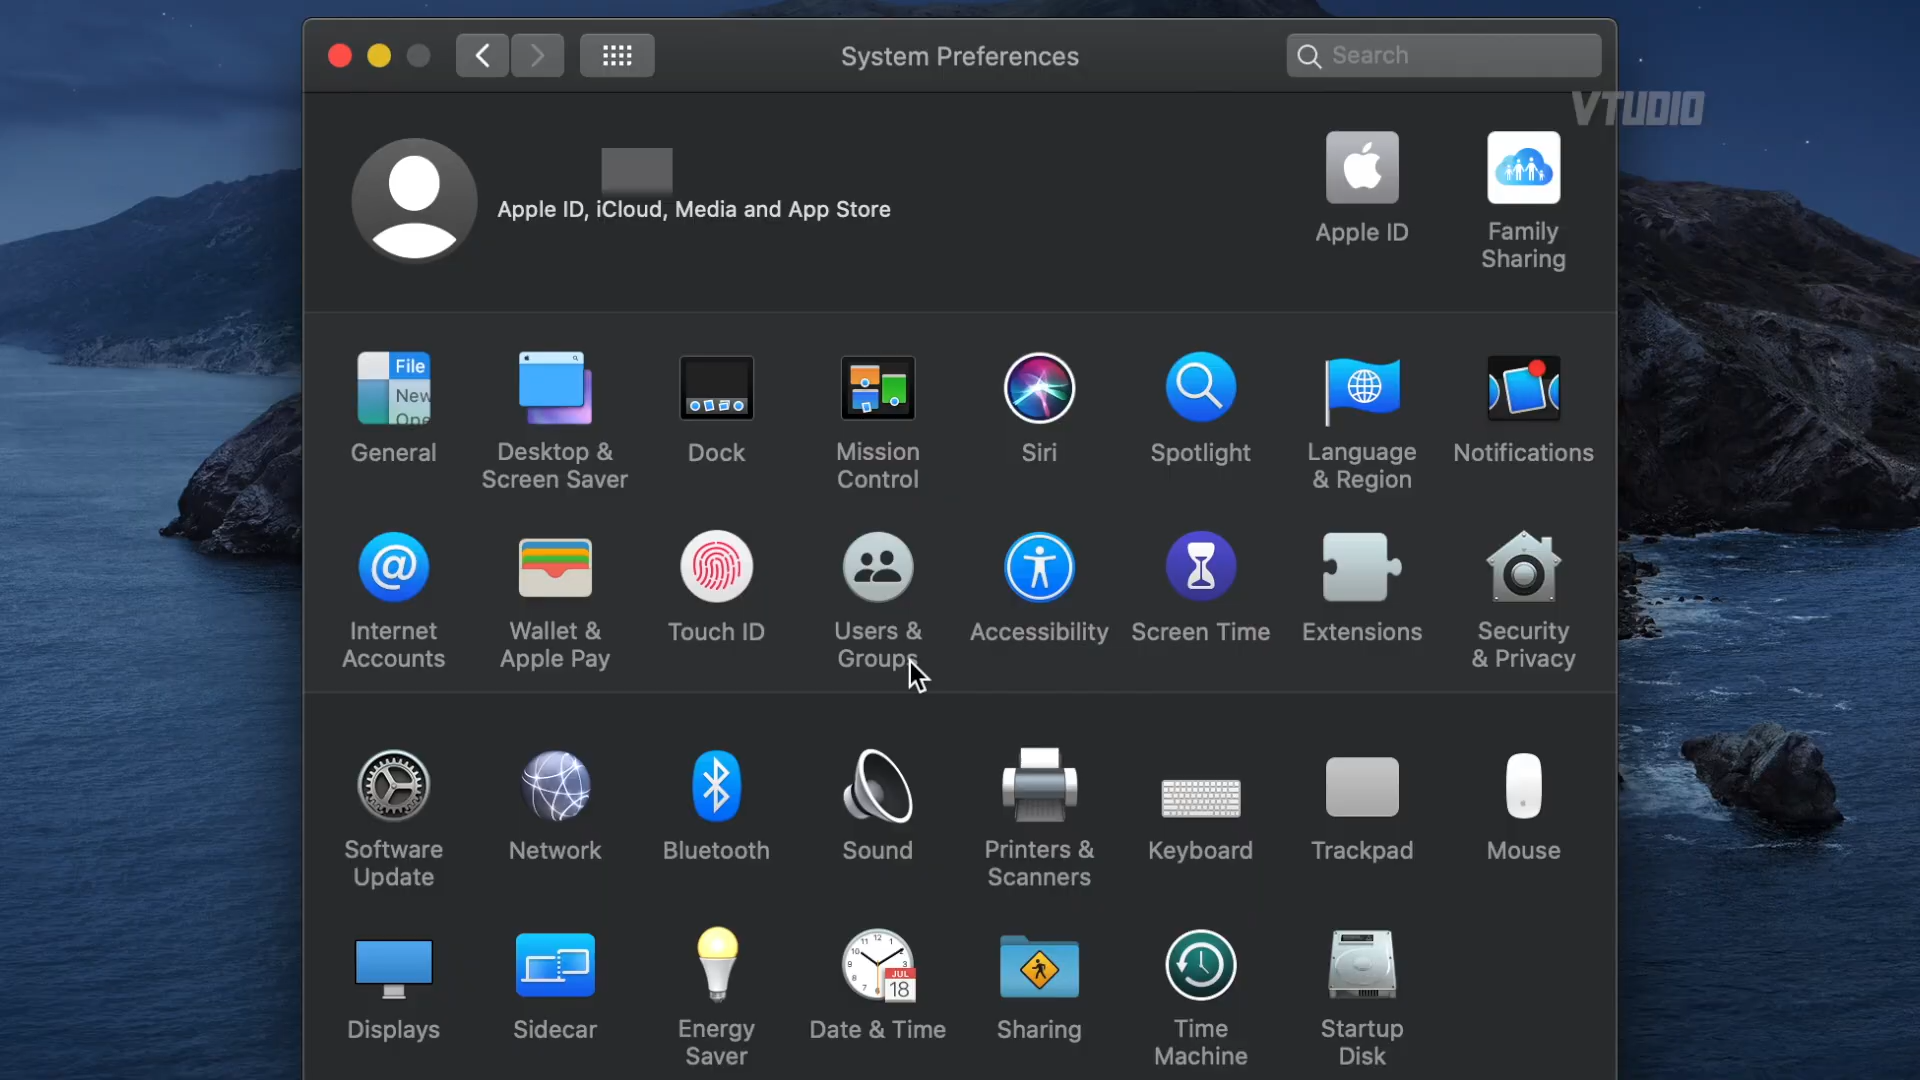 System Preferences
Search
VTUDIO
Apple ID, iCloud, Media and App Store
Apple ID
Family
Sharing
File
New
Ope
General
Desktop &
Screen Saver
Dock
Mission
Control
Siri
Spotlight
Language
& Region
Notifications
@
Internet
Accounts
Wallet &
Apple Pay
Touch ID
Users &
Groups
Accessibility
Screen Time
Extensions
Security
& Privacy
Software
Update
Network
Bluetooth
Sound
Printers &
Scanners
Keyboard
Trackpad
Mouse
JUL
18
Displays
Sidecar
Energy
Saver
Date & Time
Sharing
Time
Machine
Startup
Disk